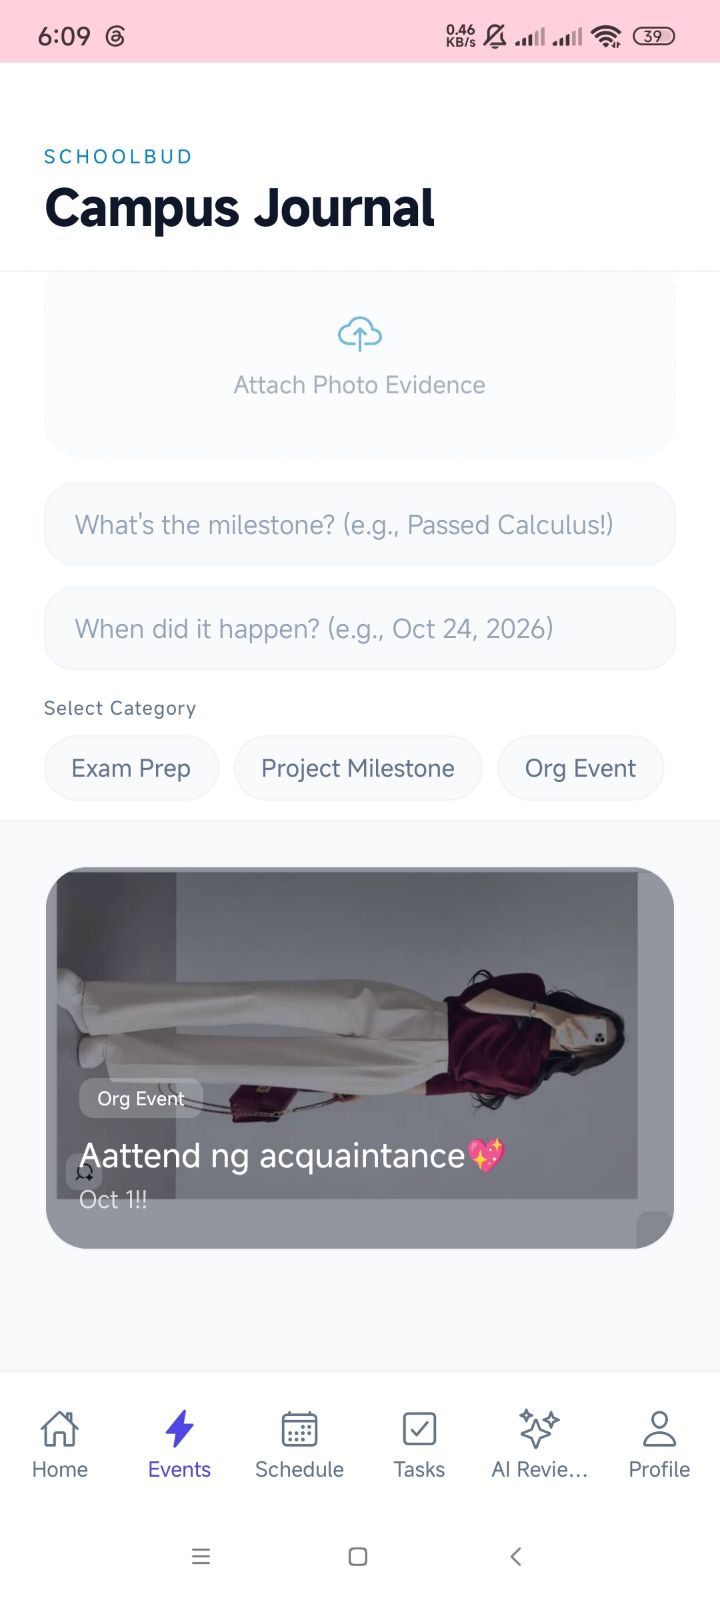 6:09
0.46
KB/s
39
SCHOOLBUD
Campus Journal
Attach Photo Evidence
What's the milestone? (e.g., Passed Calculus!)
When did it happen? (e.g., Oct 24, 2026)
Select Category
Exam Prep
Project Milestone
Org Event
Org Event
Aattend ng acquaintance💖
Oct 1!!
Home
Events
Schedule
Tasks
AI Revie...
Profile